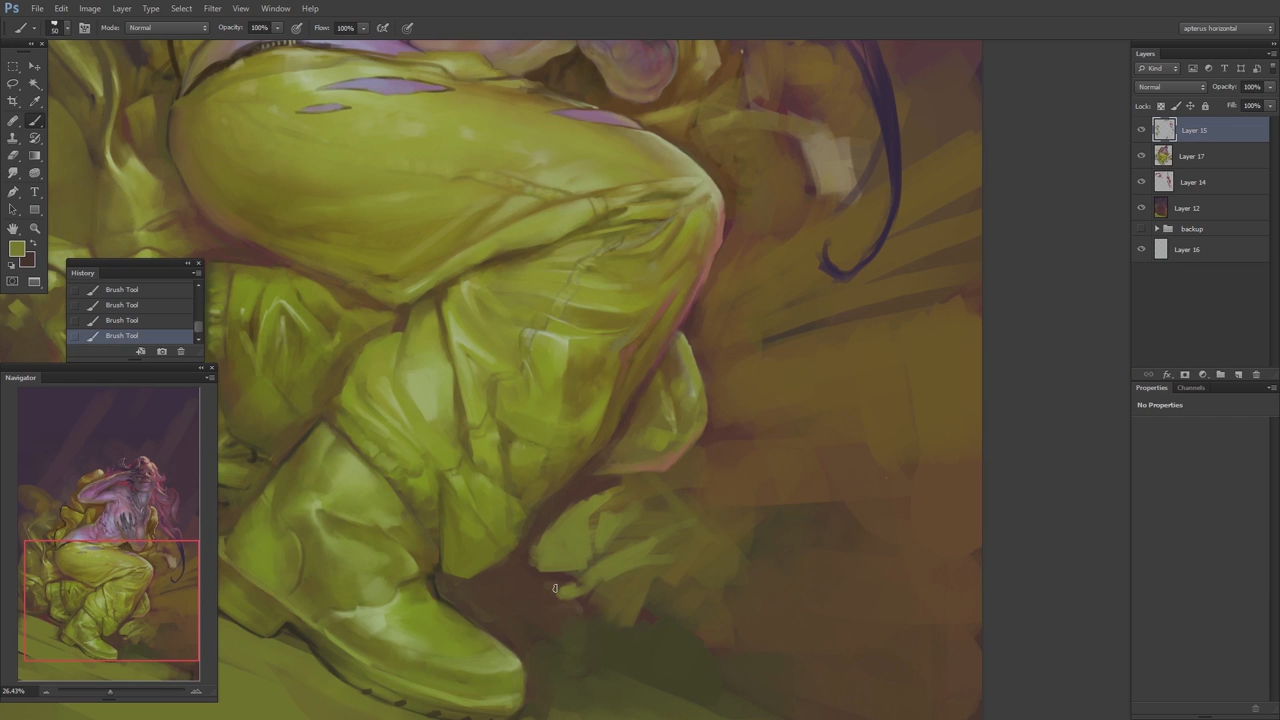 Ps File Edit Image Layer Type Select Filter View Window Help
50 Mode: Normal Opacity: 100% Flow: 100% apterus horizontal
Layers
Kind
Normal Opacity: 100%
Lock: Fill: 100%
Layer 15
Layer 17
Layer 14
Layer 12
backup
Layer 16
History
Brush Tool
Brush Tool
Brush Tool
Brush Tool
Navigator
26.43%
Properties Channels
No Properties